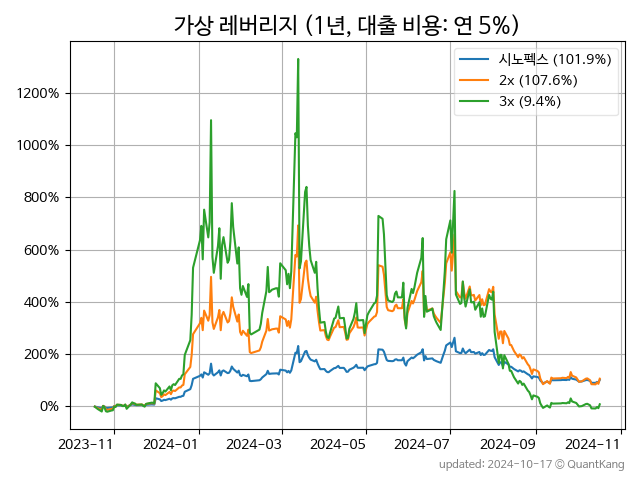 가상 레버리지 (1년, 대출 비용: 연 5%)
시노펙스 (101.9%)
2x (107.6%)
3x (9.4%)
1200%
1000%
800%
600%
400%
200%
0%
2023-11 2024-01 2024-03 2024-05 2024-07 2024-09 2024-11
updated: 2024-10-17 © QuantKang